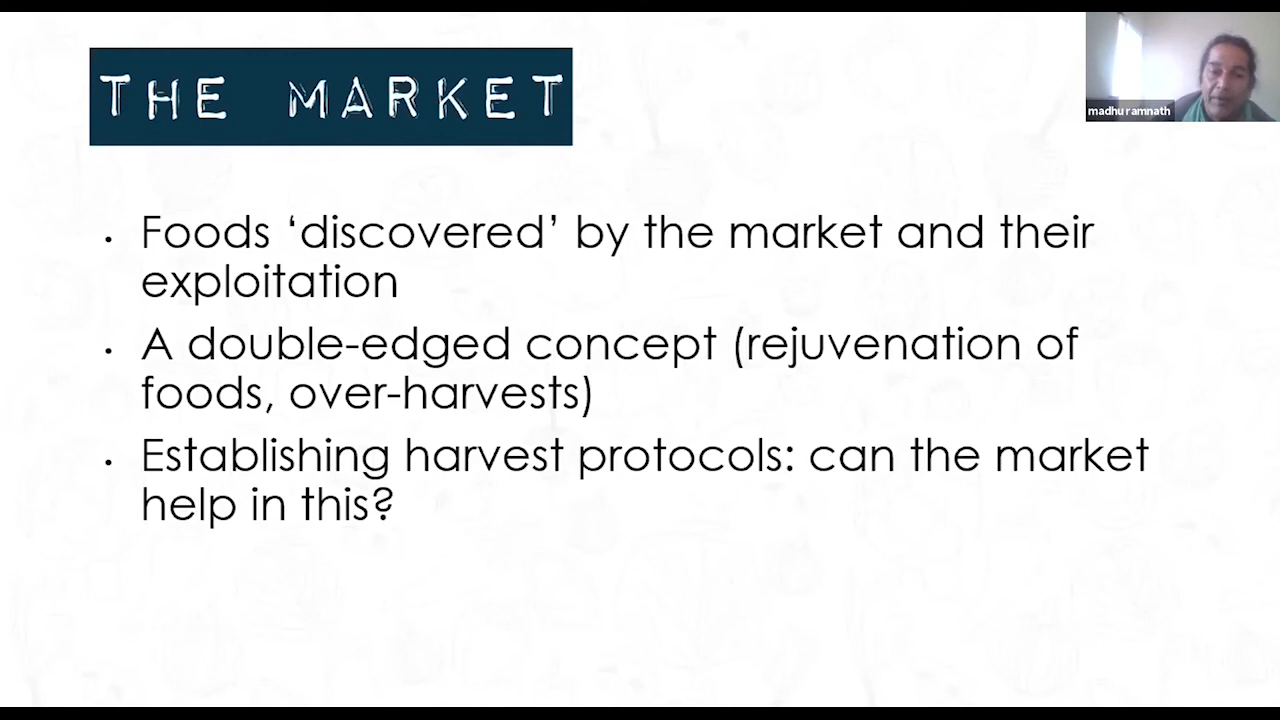 THE MARKET
madhu ramnath
• Foods ‘discovered’ by the market and their
exploitation
• A double-edged concept (rejuvenation of
foods, over-harvests)
• Establishing harvest protocols: can the market
help in this?